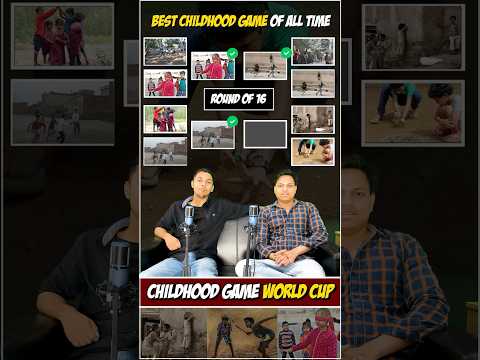 BEST CHILDHOOD GAME OF ALL TIME
ROUND OF 16
CHILDHOOD GAME WORLD CUP